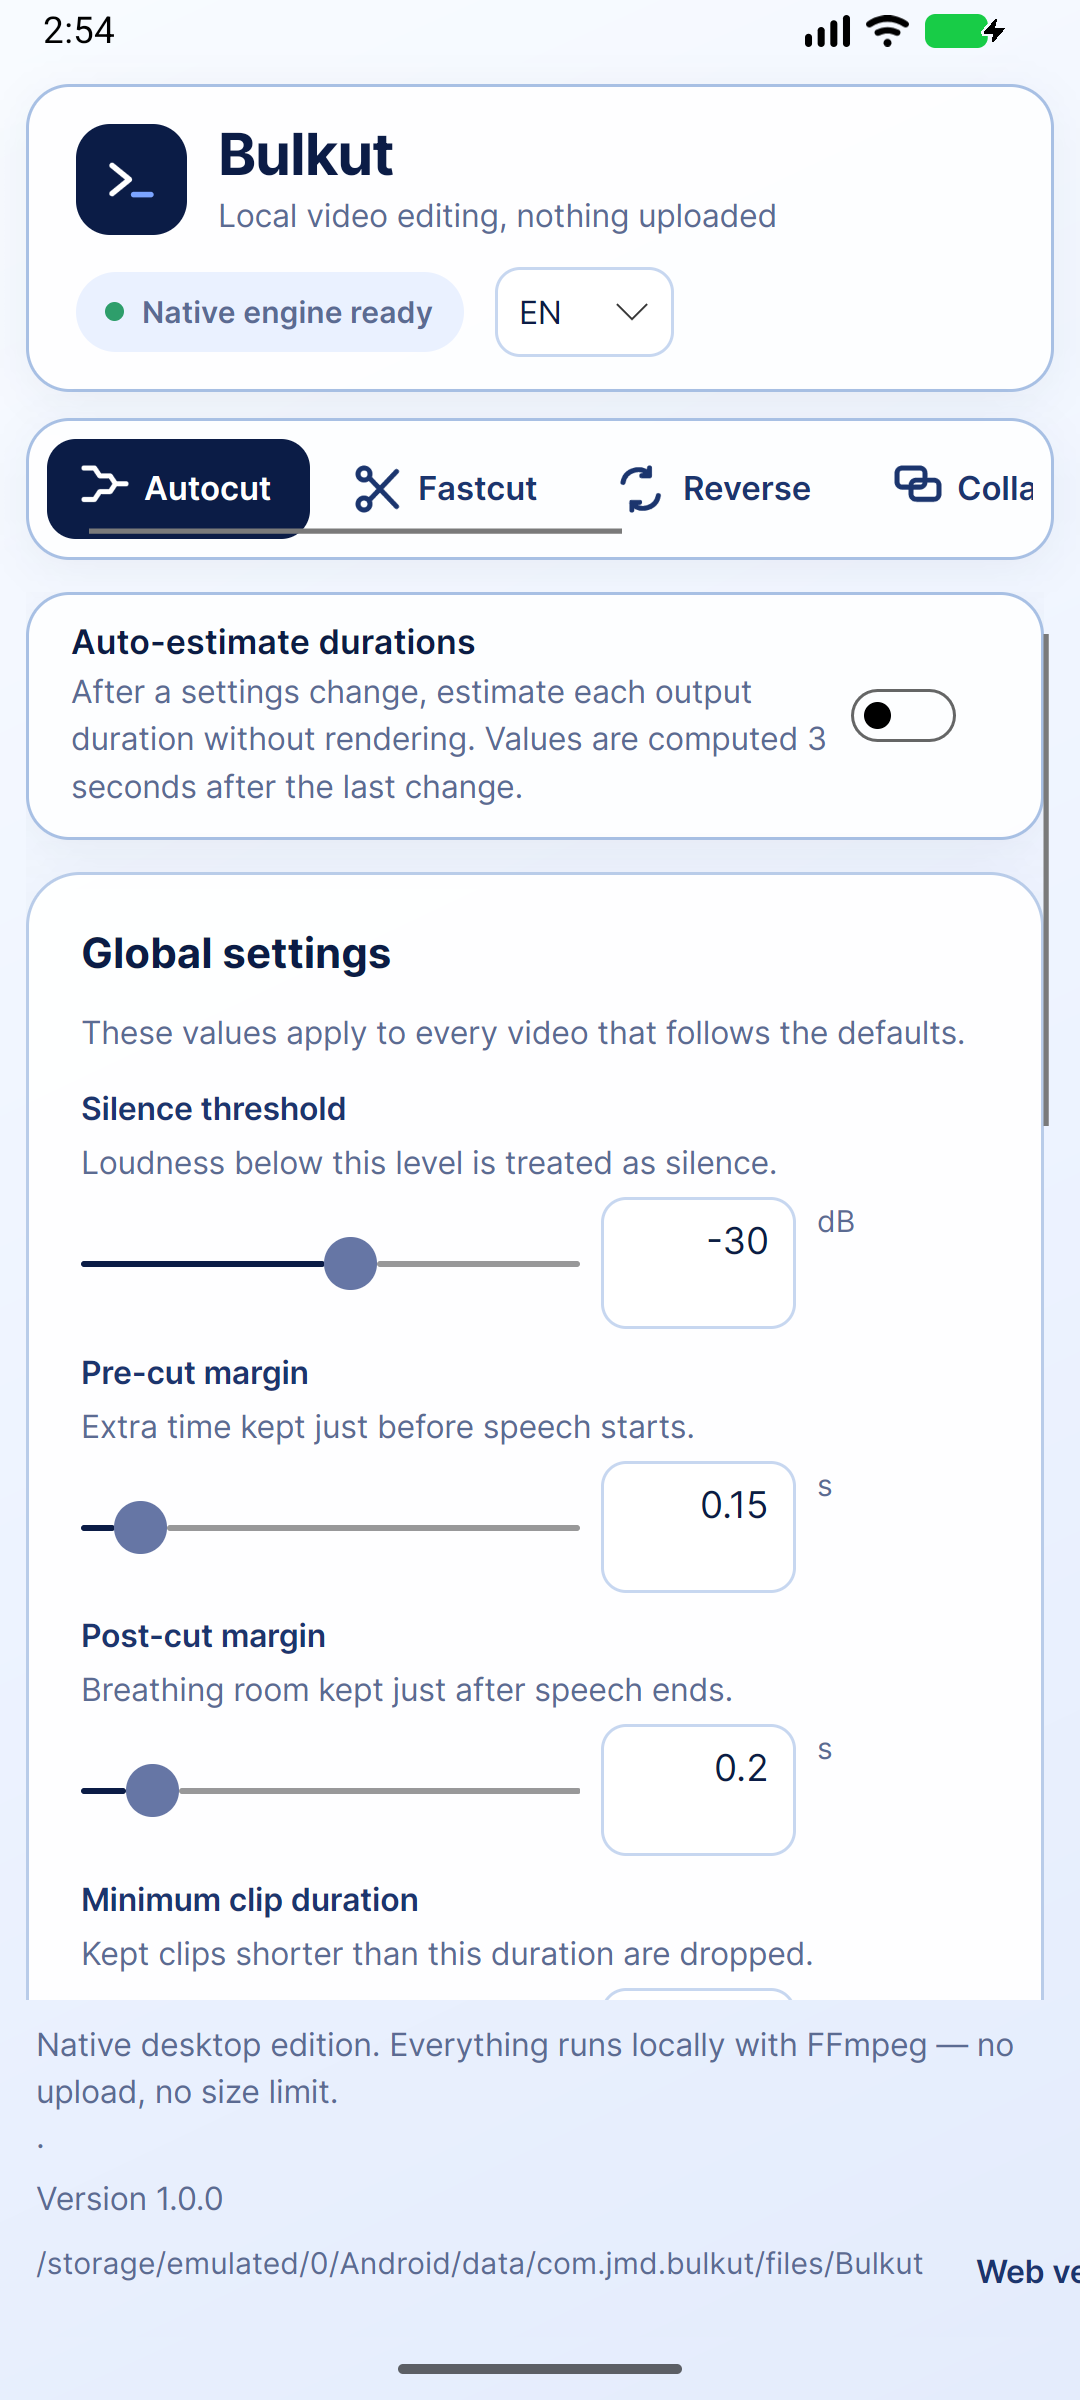 2:54
Bulkut
Local video editing, nothing uploaded
Native engine ready
EN
Autocut
Fastcut
Reverse
Colla
Auto-estimate durations
After a settings change, estimate each output
duration without rendering. Values are computed 3
seconds after the last change.
Global settings
These values apply to every video that follows the defaults.
Silence threshold
Loudness below this level is treated as silence.
-30
dB
Pre-cut margin
Extra time kept just before speech starts.
0.15
s
Post-cut margin
Breathing room kept just after speech ends.
0.2
s
Minimum clip duration
Kept clips shorter than this duration are dropped.
Native desktop edition. Everything runs locally with FFmpeg — no
upload, no size limit.
.
Version 1.0.0
/storage/emulated/0/Android/data/com.jmd.bulkut/files/Bulkut
Web ve